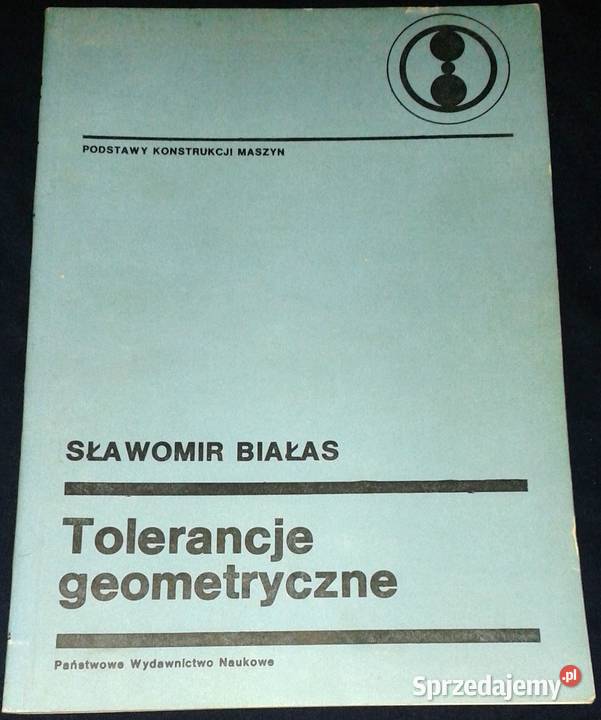 PODSTAWY KONSTRUKCJI MASZYN
SŁAWOMIR BIAŁAS
Tolerancje
geometryczne
Państwowe Wydawnictwo Naukowe
Sprzedajemy.pl